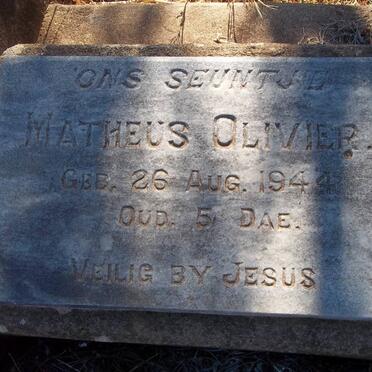 ONS SEUNTJIE
MATHEUS OLIVIER.
GEB. 26 AUG. 1944
OUD. 5 DAE.
VEILIG BY JESUS